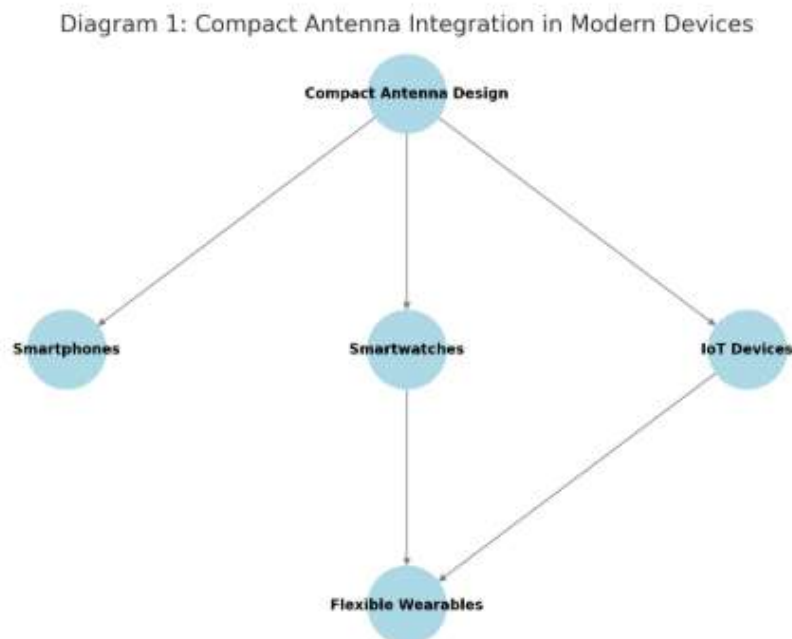 Diagram 1: Compact Antenna Integration in Modern Devices
Compact Antenna Design
Smartphones
Smartwatches
IoT Devices
Flexible Wearables